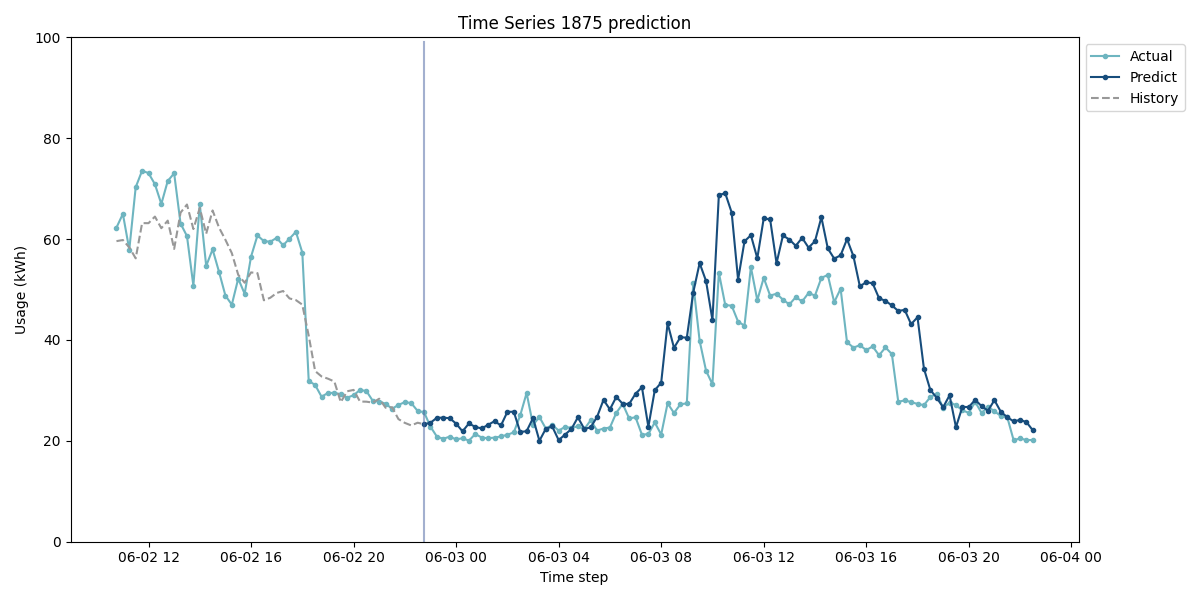 Time Series 1875 prediction
100
80
60
40
20
0
Usage (kWh)
06-02 12
06-02 16
06-02 20
06-03 00
06-03 04
06-03 08
06-03 12
06-03 16
06-03 20
06-04 00
Time step
Actual
Predict
History